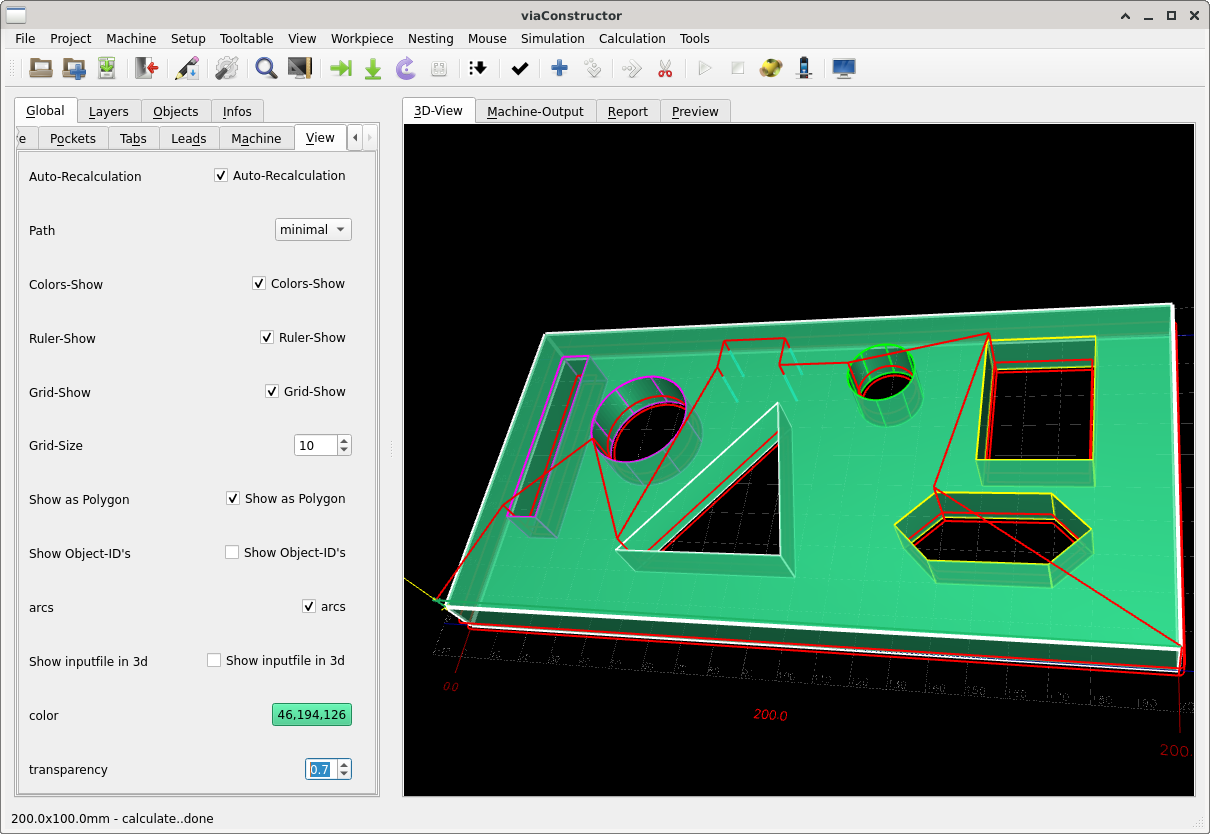 viaConstructor
File Project Machine Setup Tooltable View Workpiece Nesting Mouse Simulation Calculation Tools
Global Layers Objects Infos
3D-View Machine-Output Report Preview
e Pockets Tabs Leads Machine View
Auto-Recalculation Auto-Recalculation
Path minimal
Colors-Show Colors-Show
Ruler-Show Ruler-Show
Grid-Show Grid-Show
Grid-Size 10
Show as Polygon Show as Polygon
Show Object-ID's Show Object-ID's
arcs arcs
Show inputfile in 3d Show inputfile in 3d
color 46,194,126
transparency 0.7
0.0
200.0
200.
200.0x100.0mm - calculate..done